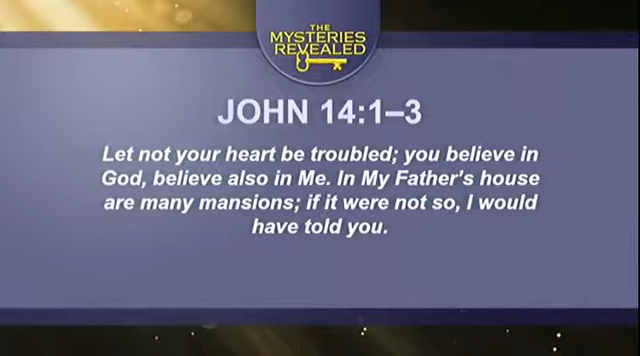 THE
MYSTERIES
REVEALED
JOHN 14:1–3
Let not your heart be troubled; you believe in
God, believe also in Me. In My Father’s house
are many mansions; if it were not so, I would
have told you.